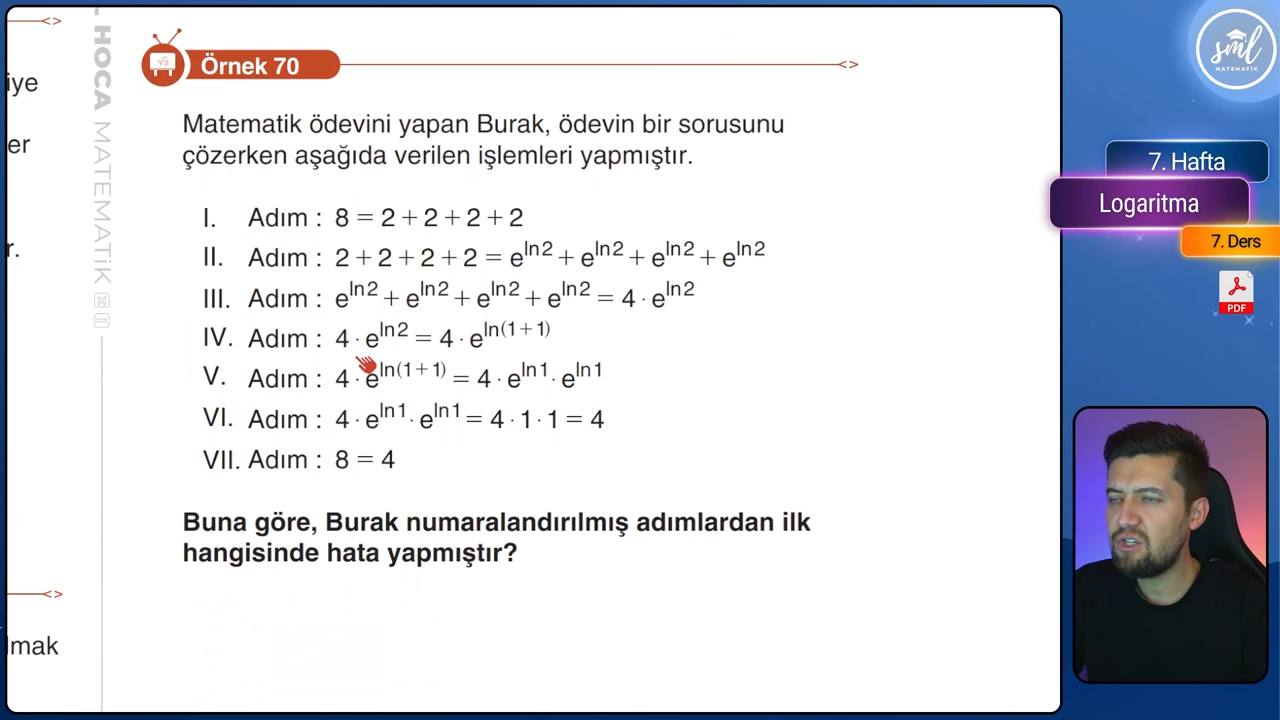 iye
er
r.
lmak
HOCA MATEMATİK
√3
Örnek 70
Matematik ödevini yapan Burak, ödevin bir sorusunu
çözerken aşağıda verilen işlemleri yapmıştır.
I. Adım : 8 = 2 + 2 + 2 + 2
II. Adım : 2 + 2 + 2 + 2 = e^ln2 + e^ln2 + e^ln2 + e^ln2
III. Adım : e^ln2 + e^ln2 + e^ln2 + e^ln2 = 4 · e^ln2
IV. Adım : 4 · e^ln2 = 4 · e^ln(1+1)
V. Adım : 4 · e^ln(1+1) = 4 · e^ln1 · e^ln1
VI. Adım : 4 · e^ln1 · e^ln1 = 4 · 1 · 1 = 4
VII. Adım : 8 = 4
Buna göre, Burak numaralandırılmış adımlardan ilk
hangisinde hata yapmıştır?
sml
MATEMATİK
7. Hafta
Logaritma
7. Ders
PDF